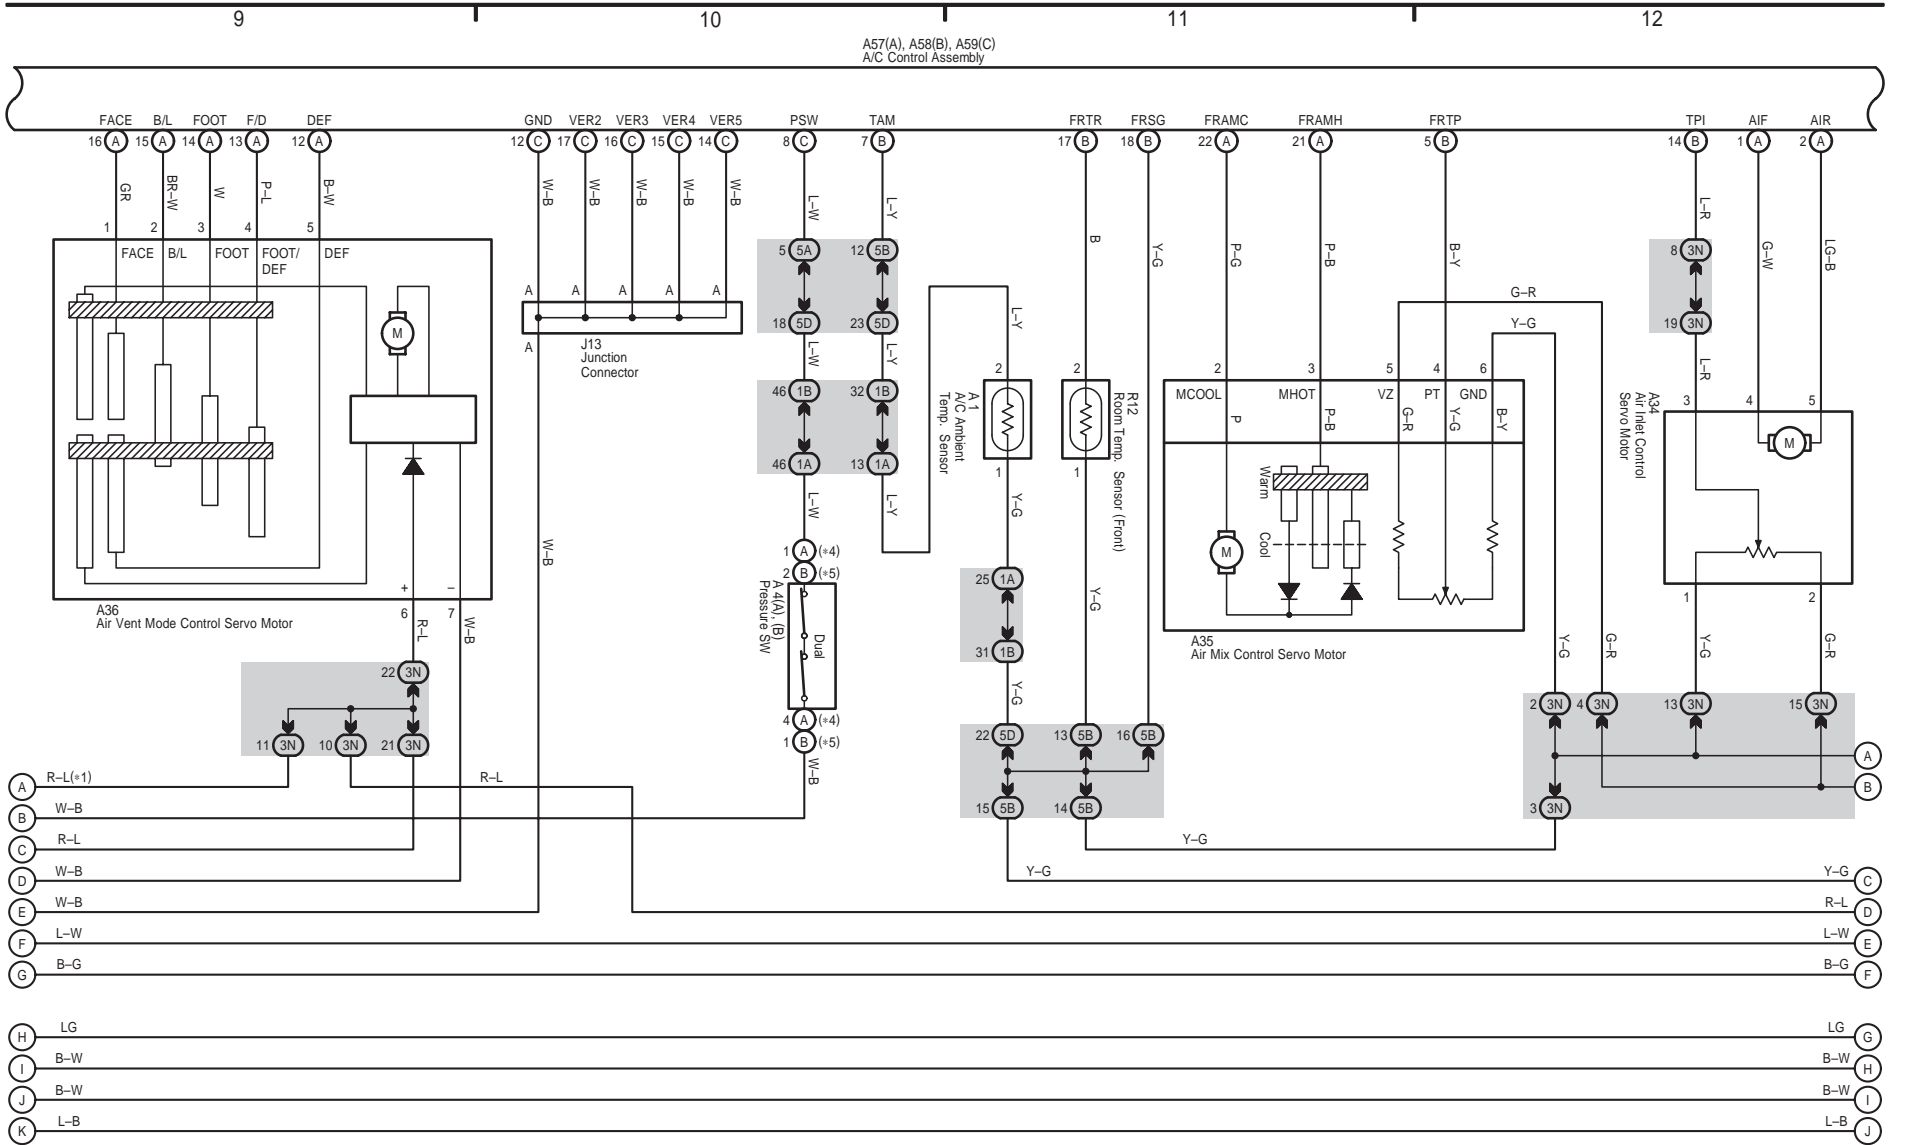 9 10 11 12
A57(A), A58(B), A59(C)
A/C Control Assembly
FACE B/L FOOT F/D DEF GND VER2 VER3 VER4 VER5 PSW TAM FRTR FRSG FRAMC FRAMH FRTP TPI AIF AIR
16 A 15 A 14 A 13 A 12 A 12 C 17 C 16 C 15 C 14 C 8 C 7 B 17 B 18 B 22 A 21 A 5 B 14 B 1 A 2 A
GR BR–W W P–L B–W W–B W–B W–B W–B W–B L–W L–Y B Y–G P–G P–B B–Y L–R G–W LG–B
1 2 3 4 5
FACE B/L FOOT FOOT/ DEF
DEF
5 5A 12 5B 8 3N
A A A A A
G–R
18 5D 23 5D L–Y Y–G 19 3N
M
A
J13
Junction
Connector
L–W L–Y L–R
2 2 2 3 5 4 6
46 1B 32 1B
A 1
A/C Ambient
Temp. Sensor
R12
Room Temp. Sensor (Front)
MCOOL MHOT VZ PT GND
P P–B G–R Y–G B–Y
A34
Air Inlet Control
Servo Motor
3 4 5
M
46 1A 13 1A
1 1
L–W L–Y Y–G
Warm
Cool
M
W–B
1 A (*4)
2 B (*5)
A 4(A), (B)
Pressure SW
Dual
25 1A
Y–G
31 1B
+ –
A36
Air Vent Mode Control Servo Motor
6 7
R–L W–B
1 2
A35
Air Mix Control Servo Motor
Y–G G–R Y–G G–R
22 3N
Y–G
2 3N 4 3N 13 3N 15 3N
4 A (*4)
1 B (*5)
11 3N 10 3N 21 3N
22 5D 13 5B 16 5B
W–B
A
A R–L(*1) R–L
B
15 5B 14 5B 3 3N
B W–B
C R–L Y–G
D W–B Y–G Y–G C
E W–B R–L D
F L–W L–W E
G B–G B–G F
H LG LG G
I B–W B–W H
J B–W B–W I
K L–B L–B J